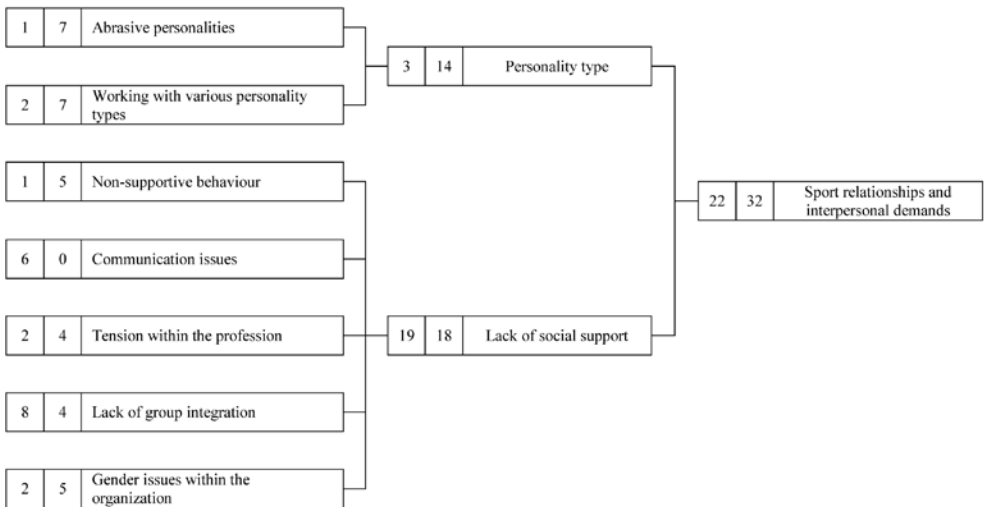 1 7 Abrasive personalities
3 14 Personality type
2 7 Working with various personality
types
1 5 Non-supportive behaviour
22 32 Sport relationships and
interpersonal demands
6 0 Communication issues
2 4 Tension within the profession
19 18 Lack of social support
8 4 Lack of group integration
2 5 Gender issues within the
organization